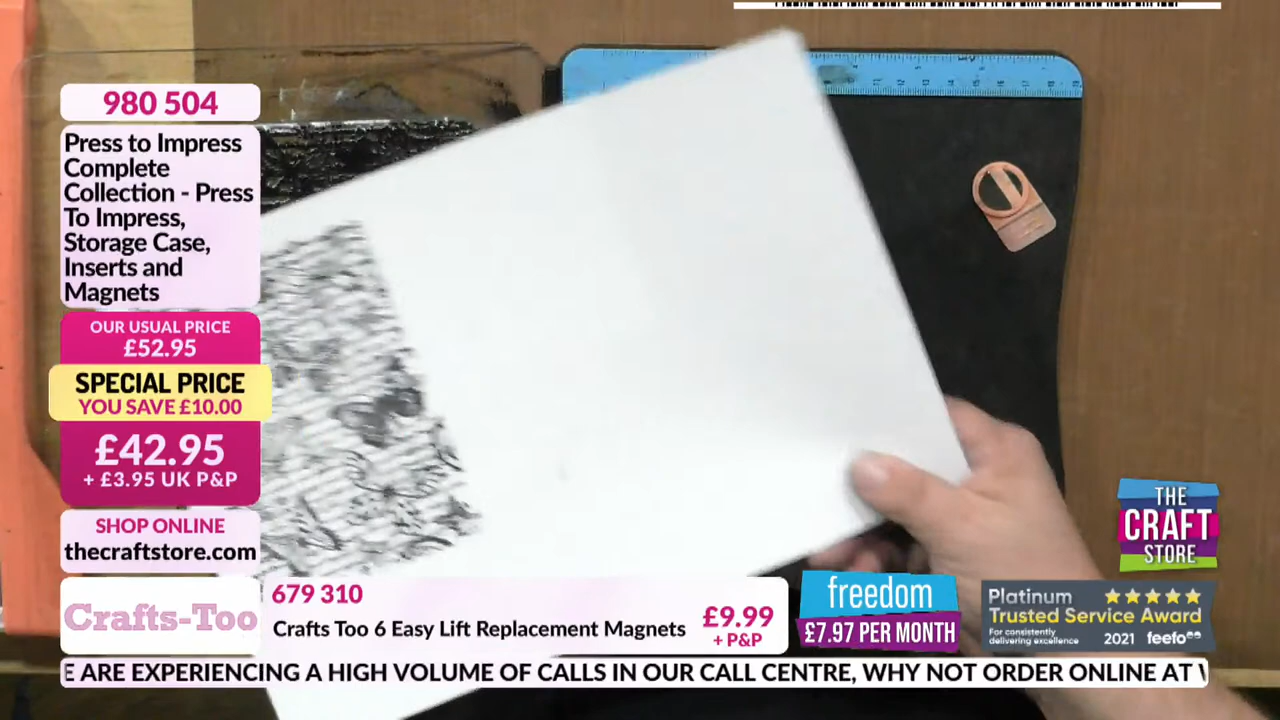 980 504
Press to Impress
Complete
Collection - Press
To Impress,
Storage Case,
Inserts and
Magnets
OUR USUAL PRICE
£52.95
SPECIAL PRICE
YOU SAVE £10.00
£42.95
+ £3.95 UK P&P
SHOP ONLINE
thecraftstore.com
Crafts-Too
679 310
Crafts Too 6 Easy Lift Replacement Magnets
£9.99
+ P&P
freedom
£7.97 PER MONTH
THE
CRAFT
STORE
Platinum
Trusted Service Award
For consistently
delivering excellence
2021 feefo
E ARE EXPERIENCING A HIGH VOLUME OF CALLS IN OUR CALL CENTRE, WHY NOT ORDER ONLINE AT